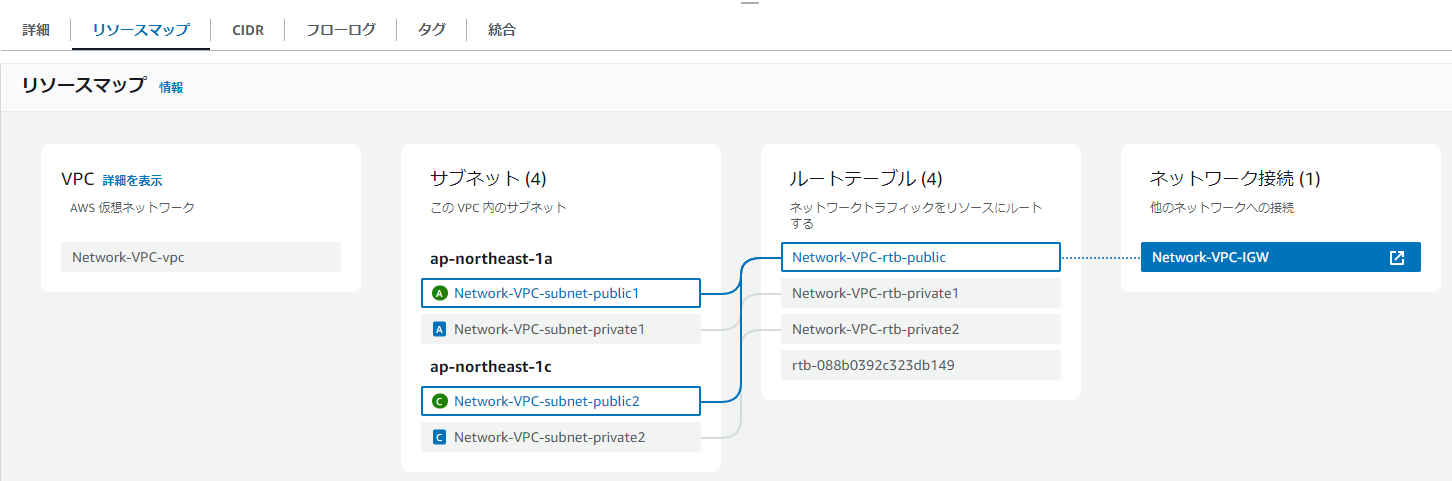 詳細 リソースマップ CIDR フローログ タグ 統合
リソースマップ 情報
VPC 詳細を表示
AWS 仮想ネットワーク
Network-VPC-vpc
サブネット (4)
この VPC 内のサブネット
ap-northeast-1a
A Network-VPC-subnet-public1
A Network-VPC-subnet-private1
ap-northeast-1c
C Network-VPC-subnet-public2
C Network-VPC-subnet-private2
ルートテーブル (4)
ネットワークトラフィックをリソースにルート
する
Network-VPC-rtb-public
Network-VPC-rtb-private1
Network-VPC-rtb-private2
rtb-088b0392c323db149
ネットワーク接続 (1)
他のネットワークへの接続
Network-VPC-IGW